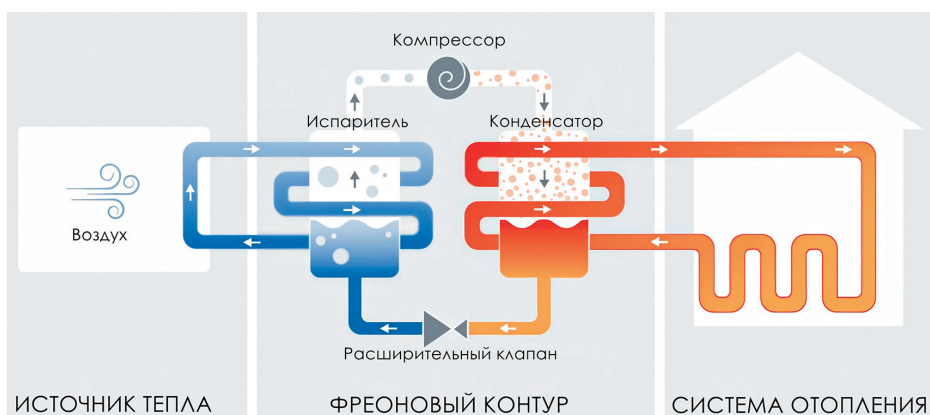 Компрессор
Испаритель
Конденсатор
Воздух
Расширительный клапан
ИСТОЧНИК ТЕПЛА
ФРЕОНОВЫЙ КОНТУР
СИСТЕМА ОТОПЛЕНИЯ